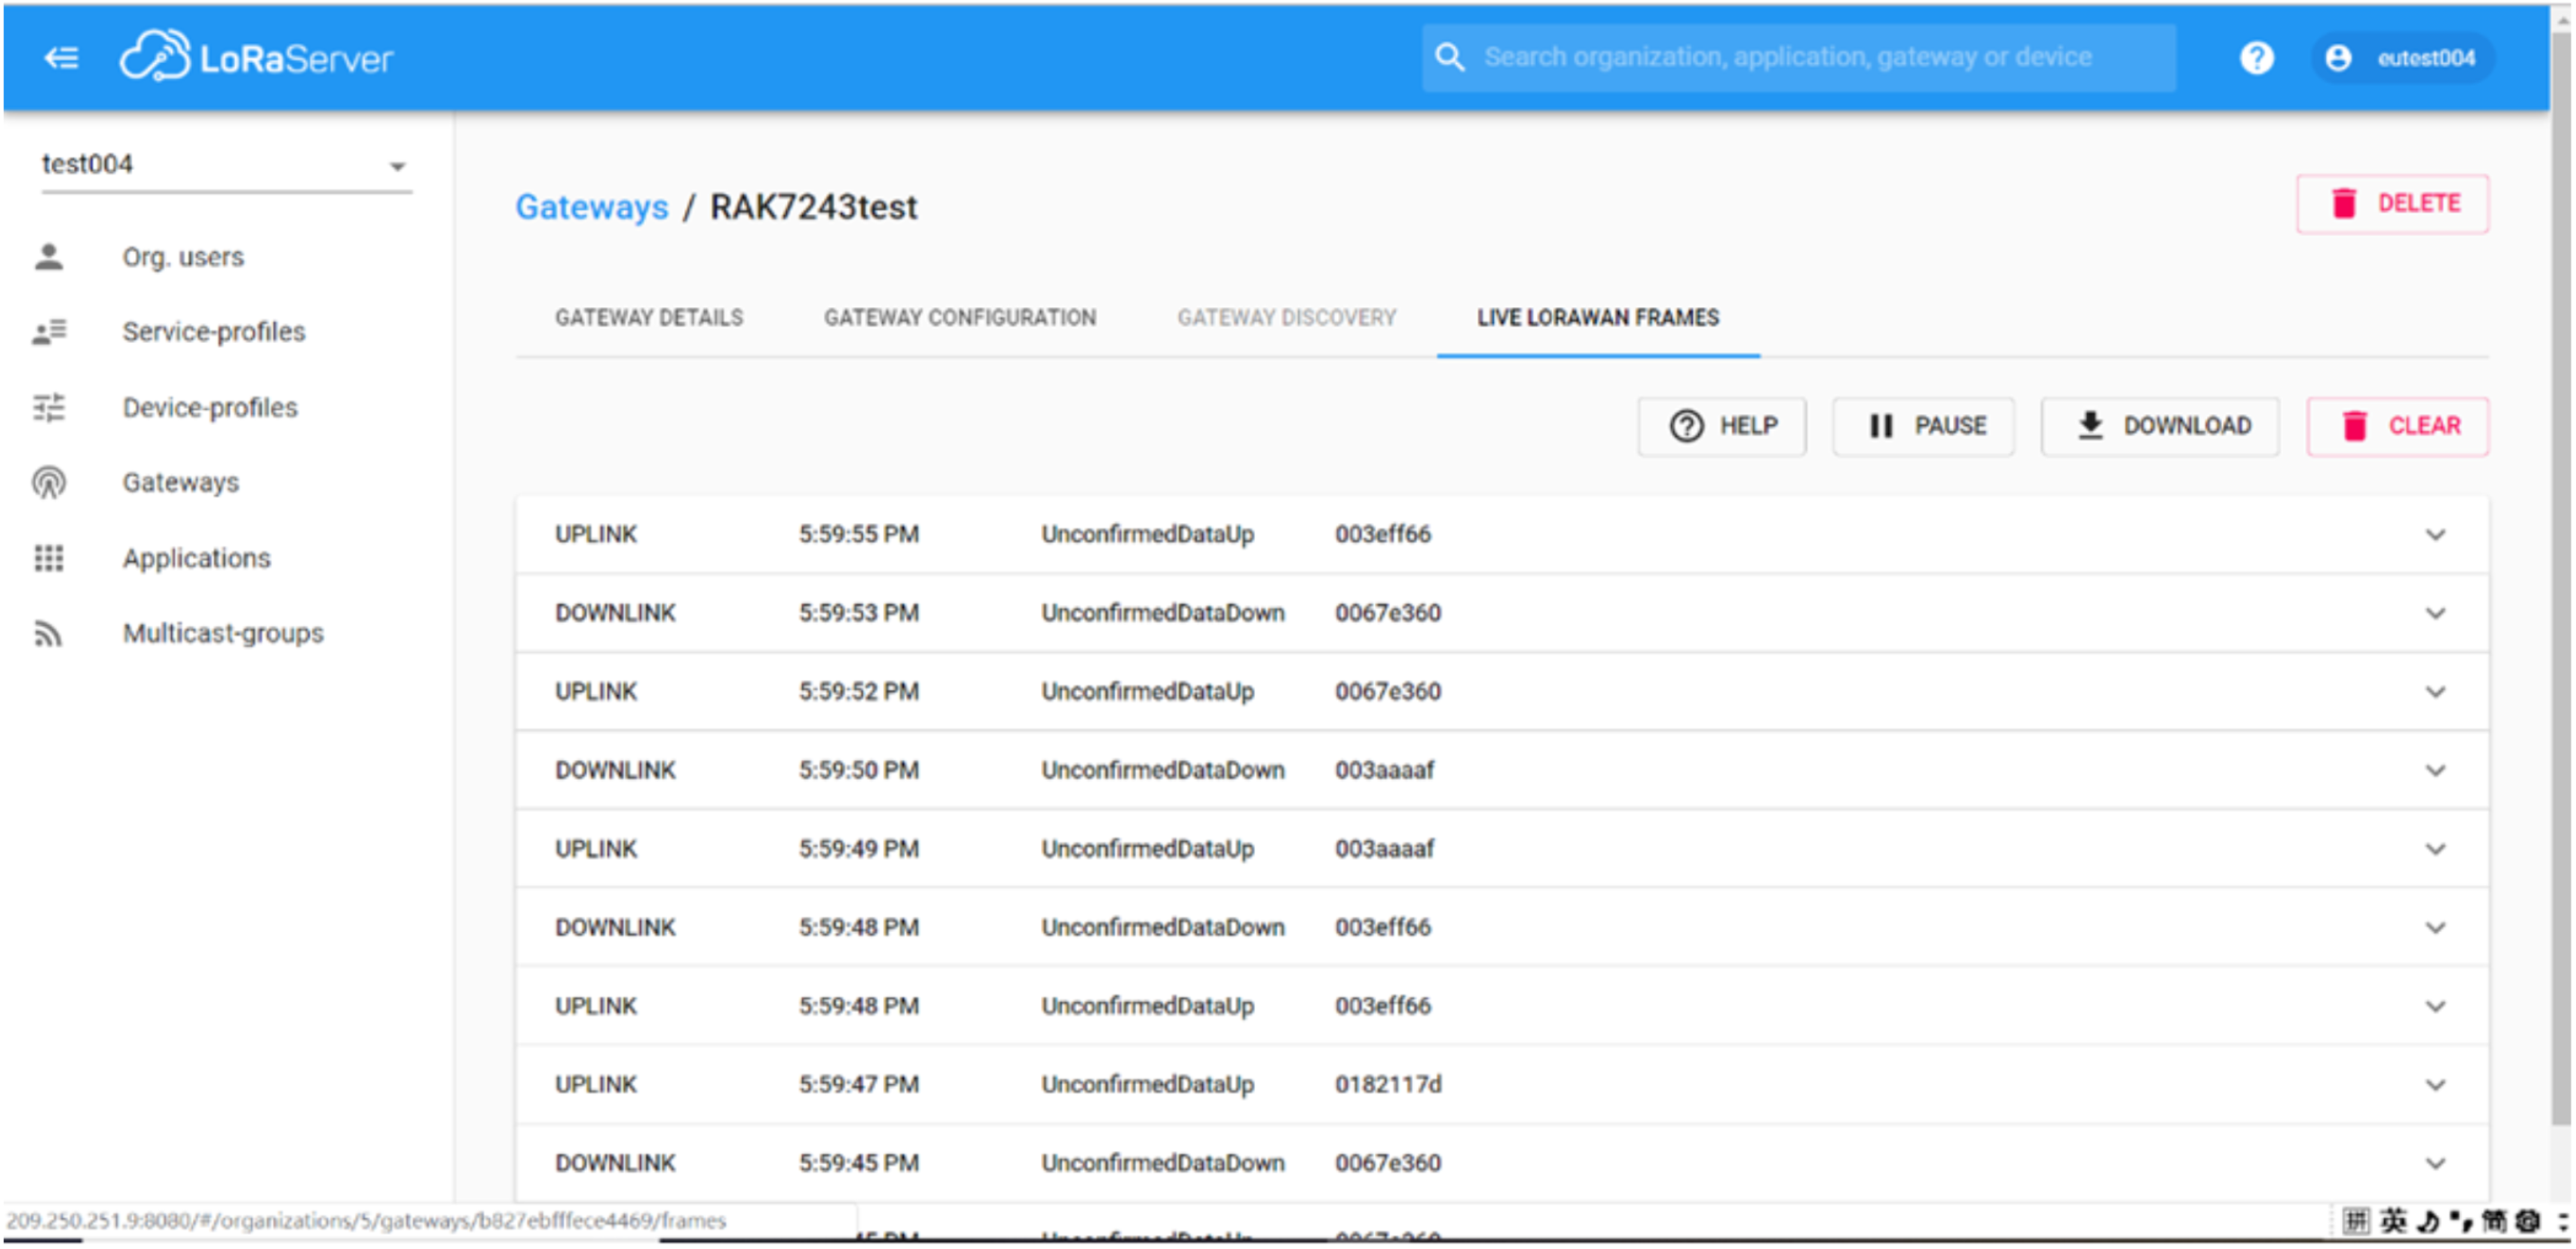 LoRaServer
Search organization, application, gateway or device
eutest004
test004
Org. users
Service-profiles
Device-profiles
Gateways
Applications
Multicast-groups
Gateways / RAK7243test
DELETE
GATEWAY DETAILS GATEWAY CONFIGURATION GATEWAY DISCOVERY LIVE LORAWAN FRAMES
HELP PAUSE DOWNLOAD CLEAR
UPLINK 5:59:55 PM UnconfirmedDataUp 003eff66
DOWNLINK 5:59:53 PM UnconfirmedDataDown 0067e360
UPLINK 5:59:52 PM UnconfirmedDataUp 0067e360
DOWNLINK 5:59:50 PM UnconfirmedDataDown 003aaaaf
UPLINK 5:59:49 PM UnconfirmedDataUp 003aaaaf
DOWNLINK 5:59:48 PM UnconfirmedDataDown 003eff66
UPLINK 5:59:48 PM UnconfirmedDataUp 003eff66
UPLINK 5:59:47 PM UnconfirmedDataUp 0182117d
DOWNLINK 5:59:45 PM UnconfirmedDataDown 0067e360
209.250.251.9:8080/#/organizations/5/gateways/b827ebfffece4469/frames
拼 英 简